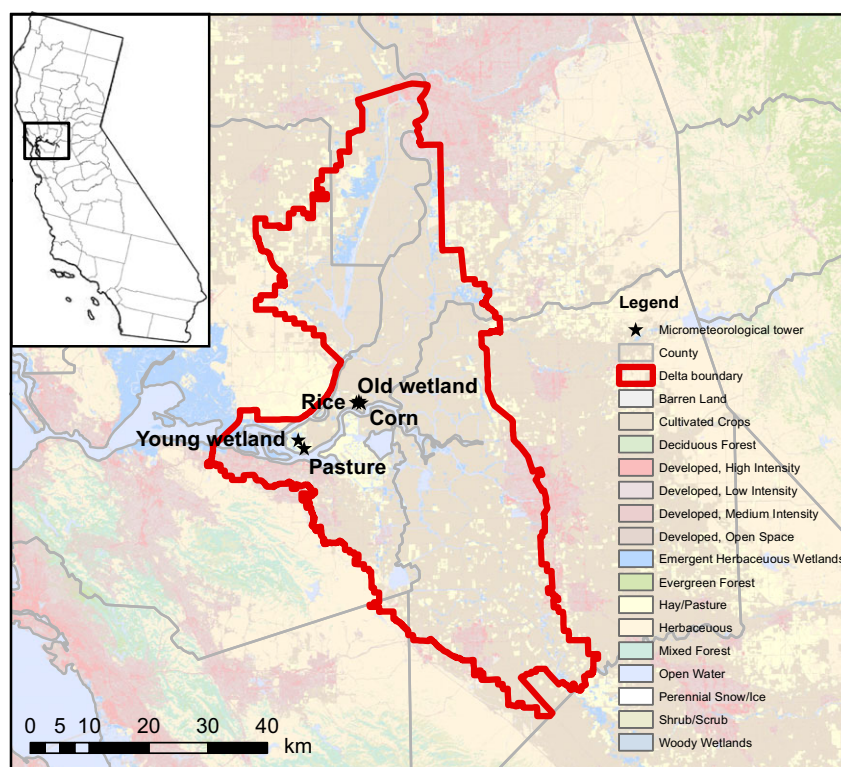 Legend
Micrometeorological tower
County
Delta boundary
Barren Land
Cultivated Crops
Deciduous Forest
Developed, High Intensity
Developed, Low Intensity
Developed, Medium Intensity
Developed, Open Space
Emergent Herbaceuous Wetlands
Evergreen Forest
Hay/Pasture
Herbaceuous
Mixed Forest
Open Water
Perennial Snow/Ice
Shrub/Scrub
Woody Wetlands
Old wetland
Rice
Corn
Young wetland
Pasture
0 5 10 20 30 40
km